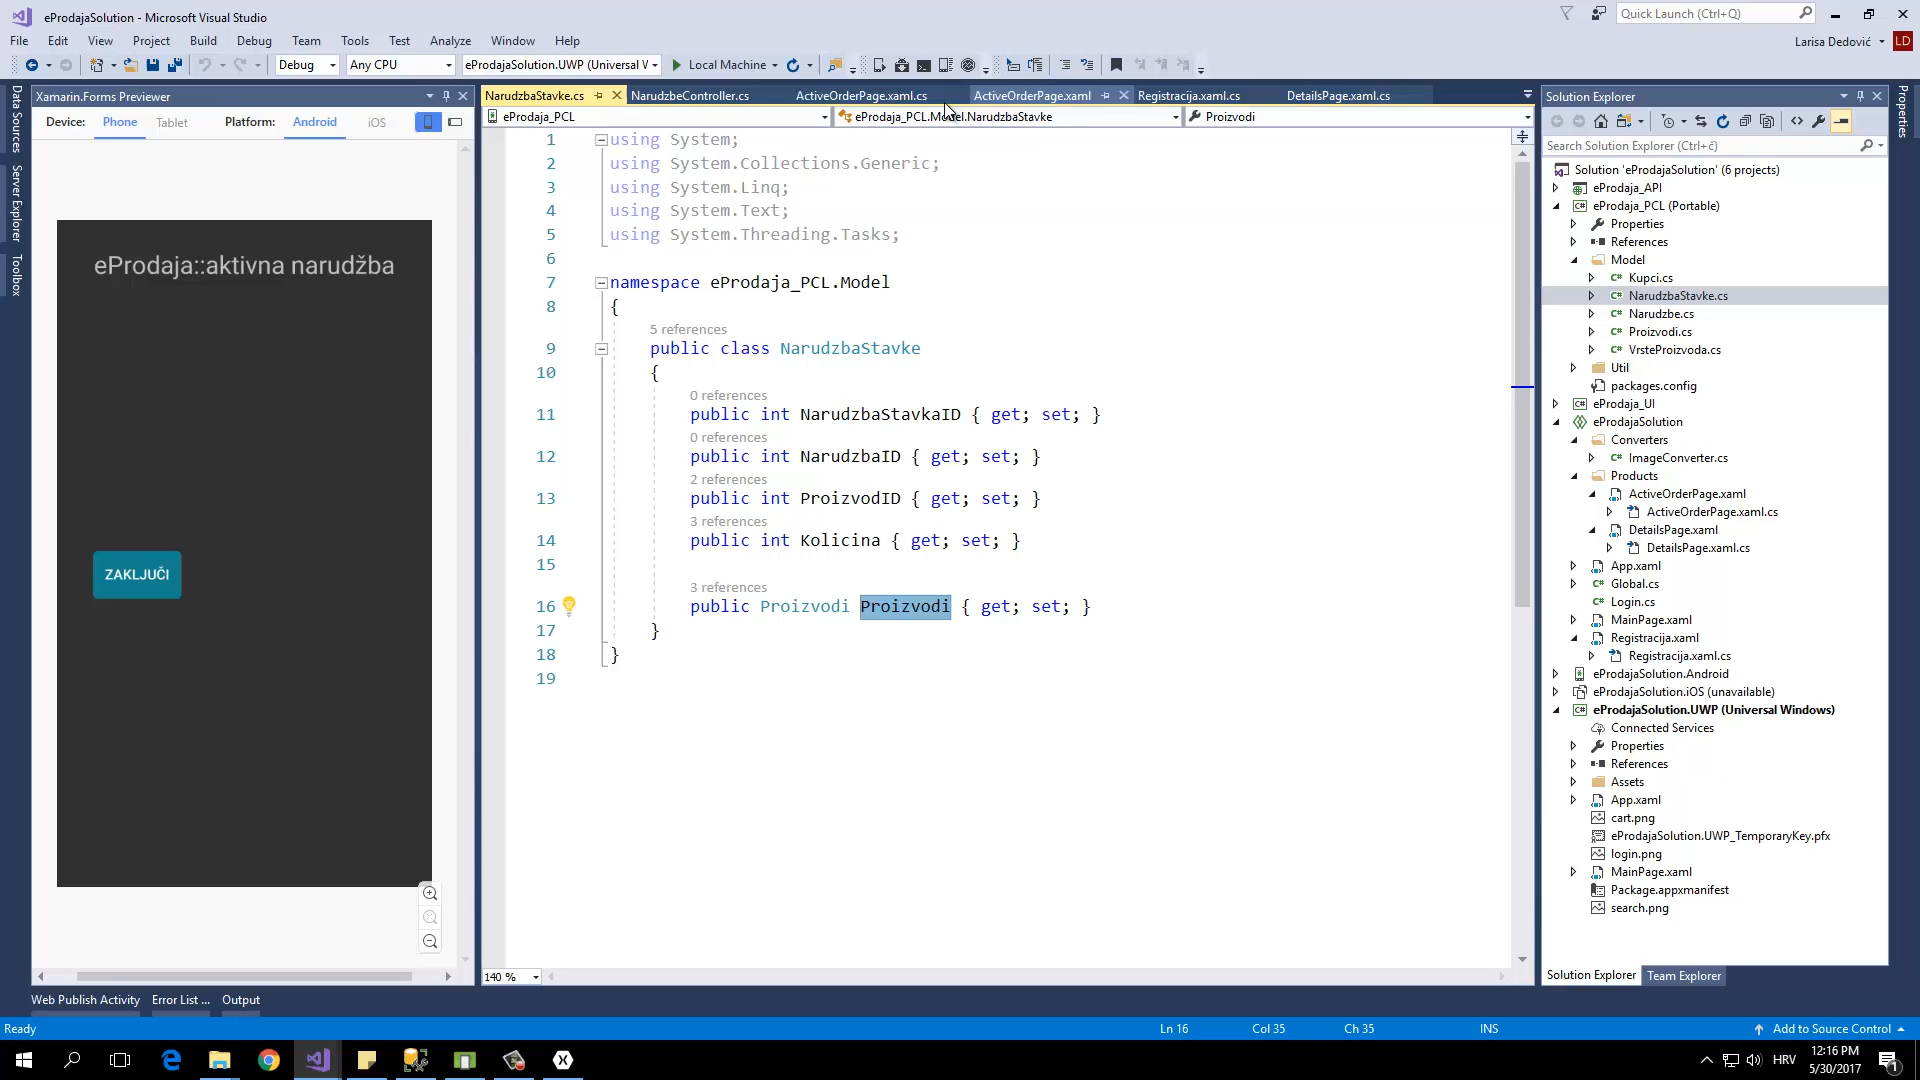 eProdajaSolution - Microsoft Visual Studio
Quick Launch (Ctrl+Q)
File Edit View Project Build Debug Team Tools Test Analyze Window Help
Larisa Dedović LD
Debug Any CPU eProdajaSolution.UWP (Universal V Local Machine
Data Sources
Server Explorer
Toolbox
Xamarin.Forms Previewer
Device: Phone Tablet Platform: Android iOS
eProdaja::aktivna narudžba
ZAKLJUČI
NarudzbaStavke.cs NarudzbeController.cs ActiveOrderPage.xaml.cs ActiveOrderPage.xaml Registracija.xaml.cs DetailsPage.xaml.cs
eProdaja_PCL eProdaja_PCL.Model.NarudzbaStavke Proizvodi
1 using System;
2 using System.Collections.Generic;
3 using System.Linq;
4 using System.Text;
5 using System.Threading.Tasks;
6
7 namespace eProdaja_PCL.Model
8 {
5 references
9 public class NarudzbaStavke
10 {
0 references
11 public int NarudzbaStavkaID { get; set; }
0 references
12 public int NarudzbaID { get; set; }
2 references
13 public int ProizvodID { get; set; }
3 references
14 public int Kolicina { get; set; }
15
3 references
16 public Proizvodi Proizvodi { get; set; }
17 }
18 }
19
140 %
Solution Explorer
Search Solution Explorer (Ctrl+č)
Solution 'eProdajaSolution' (6 projects)
eProdaja_API
eProdaja_PCL (Portable)
Properties
References
Model
Kupci.cs
NarudzbaStavke.cs
Narudzbe.cs
Proizvodi.cs
VrsteProizvoda.cs
Util
packages.config
eProdaja_UI
eProdajaSolution
Converters
ImageConverter.cs
Products
ActiveOrderPage.xaml
ActiveOrderPage.xaml.cs
DetailsPage.xaml
DetailsPage.xaml.cs
App.xaml
Global.cs
Login.cs
MainPage.xaml
Registracija.xaml
Registracija.xaml.cs
eProdajaSolution.Android
eProdajaSolution.iOS (unavailable)
eProdajaSolution.UWP (Universal Windows)
Connected Services
Properties
References
Assets
App.xaml
cart.png
eProdajaSolution.UWP_TemporaryKey.pfx
login.png
MainPage.xaml
Package.appxmanifest
search.png
Solution Explorer Team Explorer
Properties
Web Publish Activity Error List ... Output
Ready Ln 16 Col 35 Ch 35 INS Add to Source Control
HRV 12:16 PM
5/30/2017
1